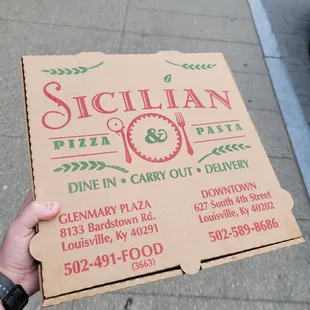 SICILIAN
PIZZA & PASTA
DINE IN • CARRY OUT • DELIVERY
GLENMARY PLAZA
8133 Bardstown Rd.
Louisville, Ky 40291
502-491-FOOD
(3663)
DOWNTOWN
627 South 4th St.
Louisville, Ky 40202
502-589-8686